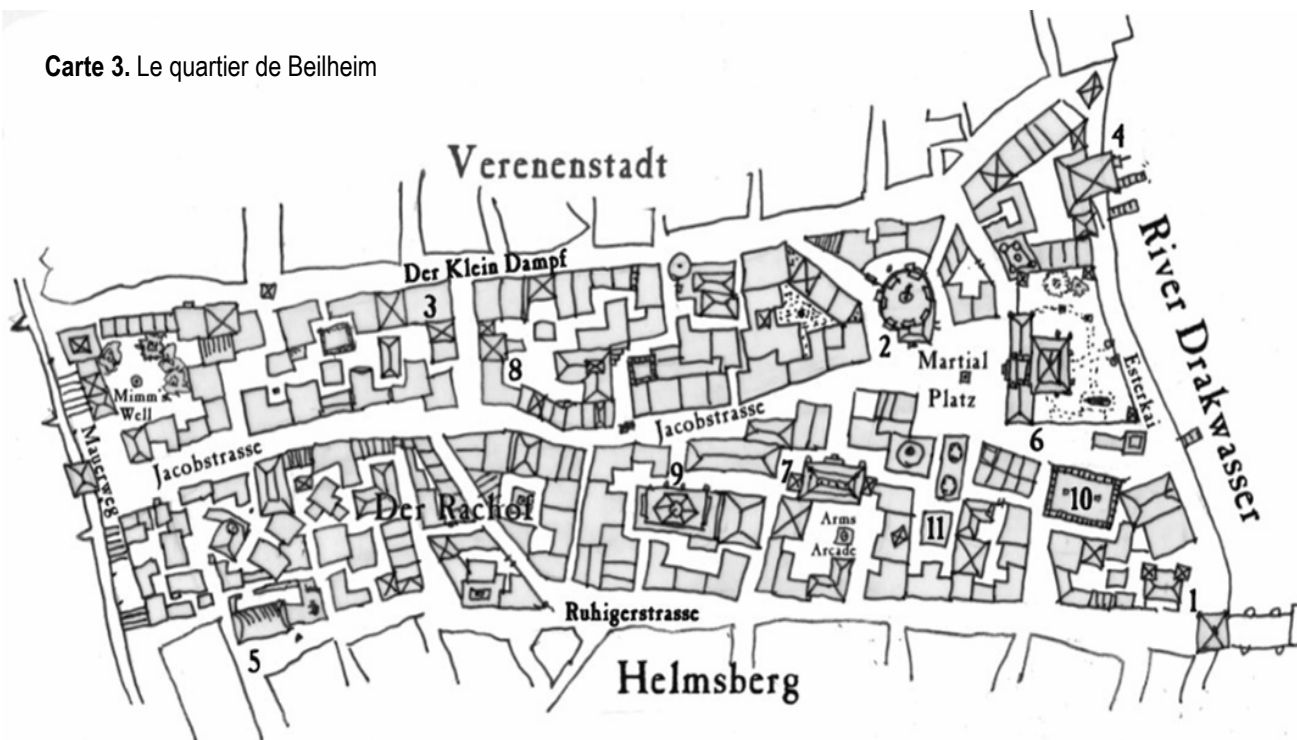 Carte 3. Le quartier de Beilheim
Verenenstadt
4
River Drakwasser
Der Klein Dampf
3
2
Martial
Platz
8
Mimm's
Well
Esterkai
Jacobstrasse
6
Mauerweg
Jacobstrasse
9
7
Der Rachof
10
Arms
Arcade
11
Ruhigerstrasse
1
5
Helmsberg